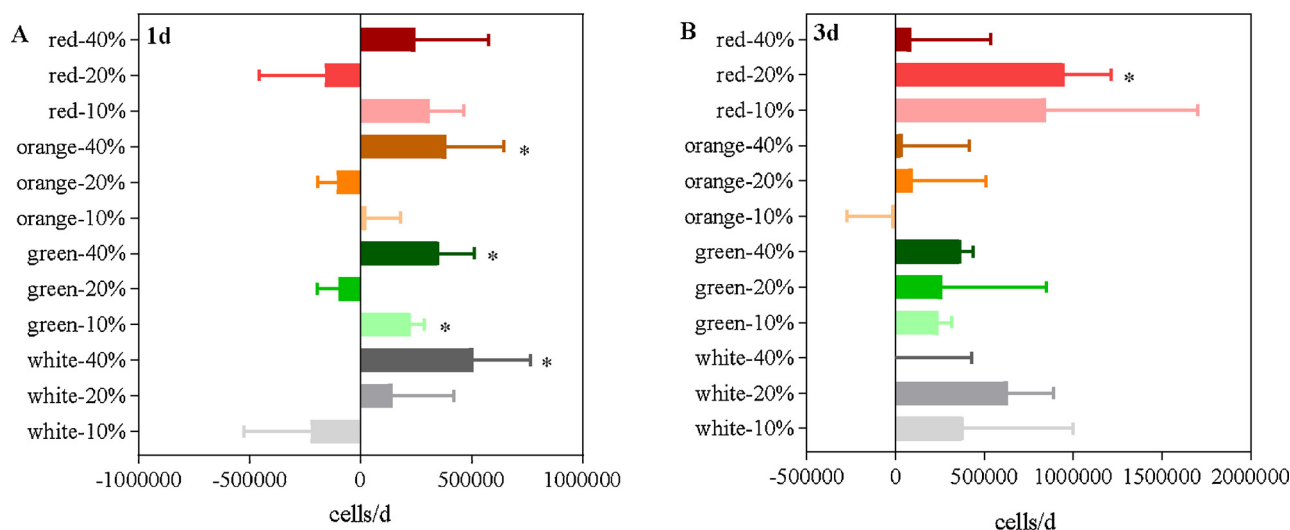 A
1d
red-40%
red-20%
red-10%
*
orange-40%
orange-20%
orange-10%
green-40%
*
green-20%
green-10%
*
white-40%
*
white-20%
white-10%
-1000000 -500000 0 500000 1000000
cells/d
B
3d
red-40%
red-20%
*
red-10%
orange-40%
orange-20%
orange-10%
green-40%
green-20%
green-10%
white-40%
white-20%
white-10%
-500000 0 500000 1000000 1500000 2000000
cells/d